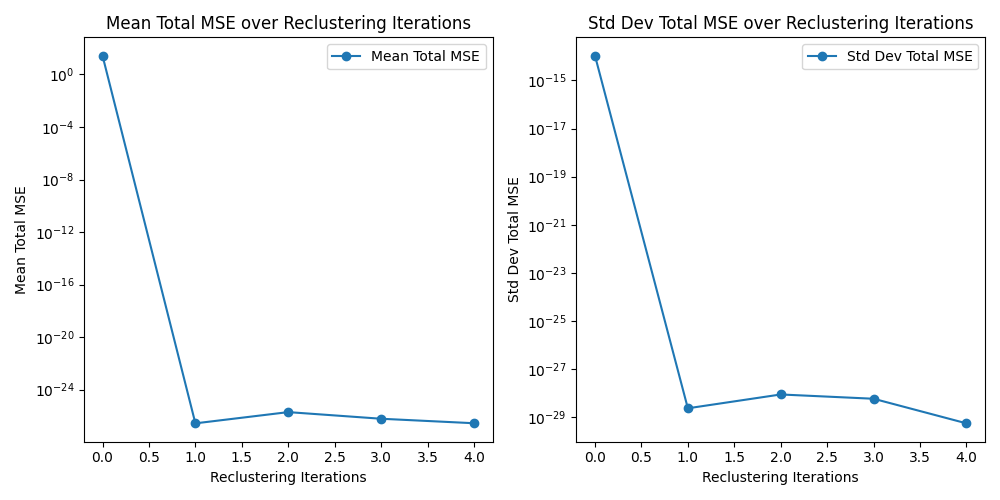 Mean Total MSE over Reclustering Iterations
Mean Total MSE
10⁰
10⁻⁴
10⁻⁸
10⁻¹²
10⁻¹⁶
10⁻²⁰
10⁻²⁴
Mean Total MSE
0.0 0.5 1.0 1.5 2.0 2.5 3.0 3.5 4.0
Reclustering Iterations
Std Dev Total MSE over Reclustering Iterations
Std Dev Total MSE
10⁻¹⁵
10⁻¹⁷
10⁻¹⁹
10⁻²¹
10⁻²³
10⁻²⁵
10⁻²⁷
10⁻²⁹
Std Dev Total MSE
0.0 0.5 1.0 1.5 2.0 2.5 3.0 3.5 4.0
Reclustering Iterations